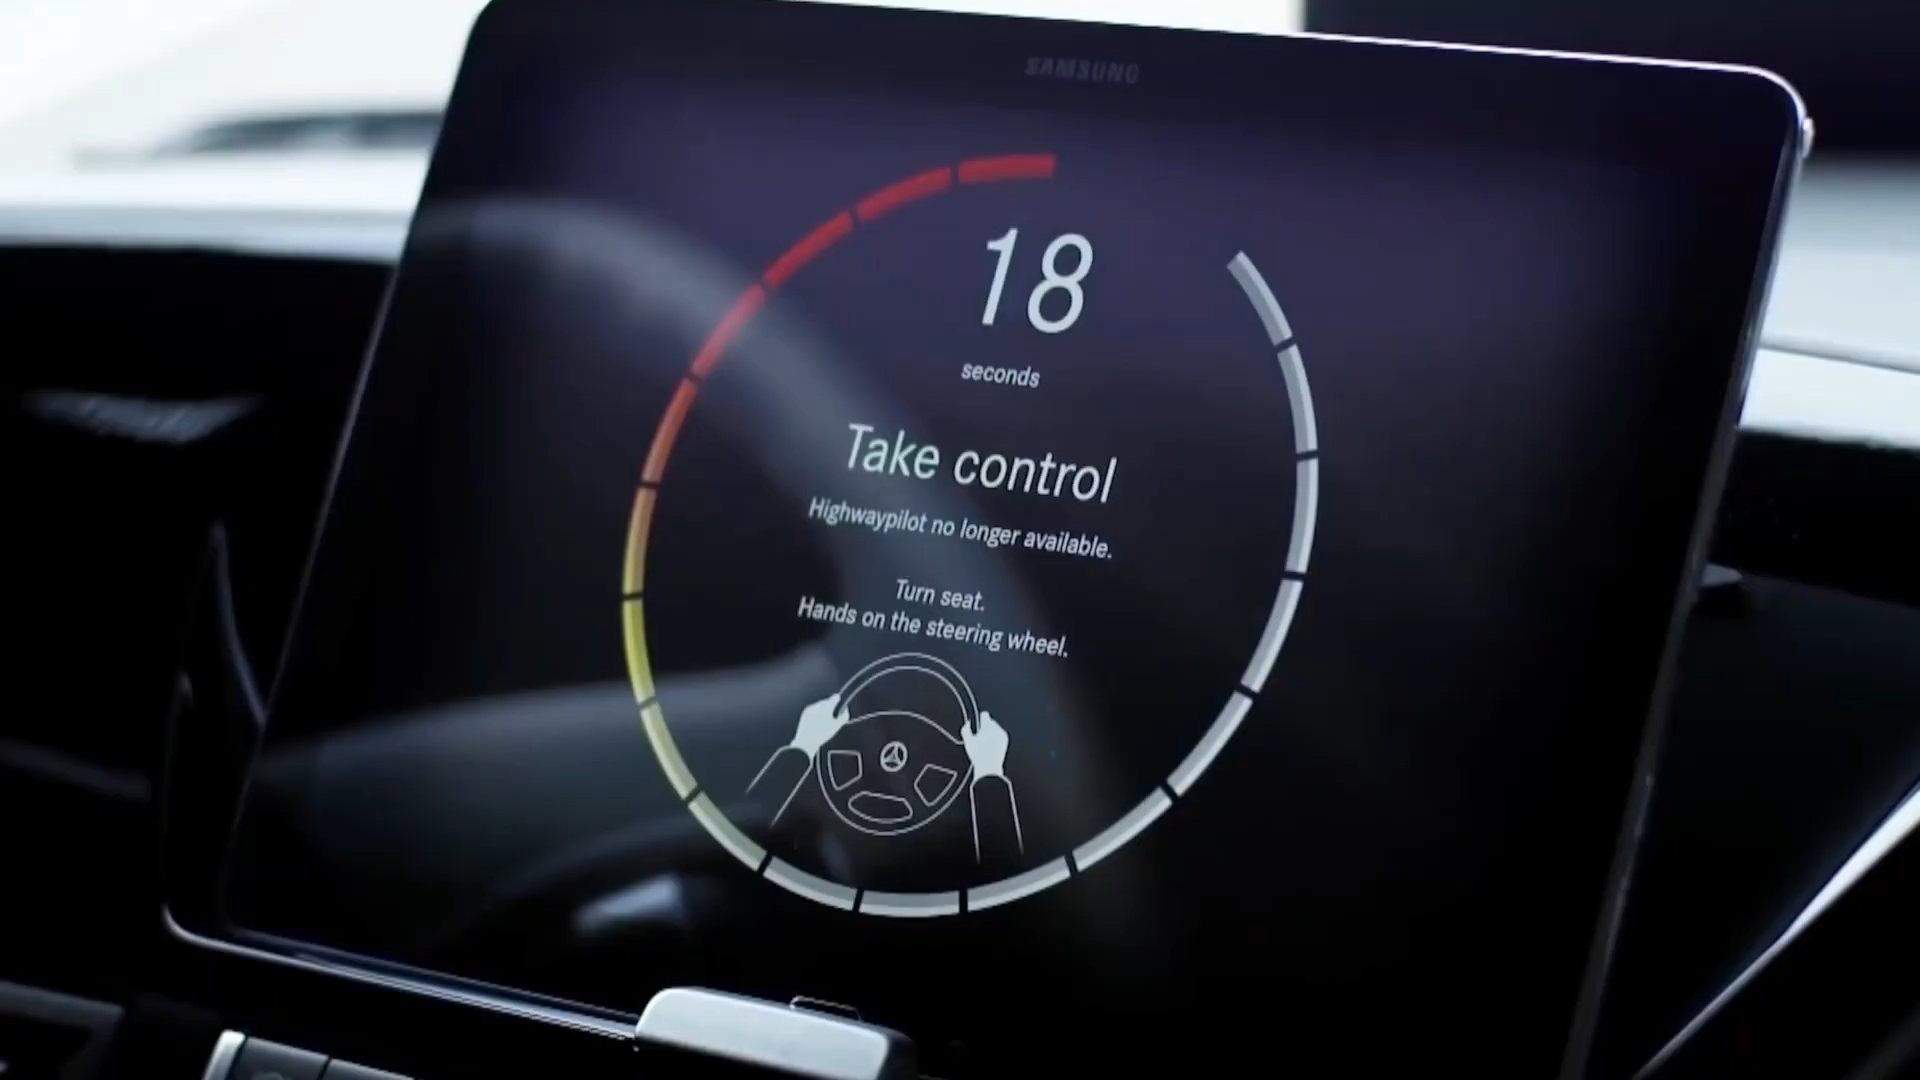 SAMSUNG
18
seconds
Take control
Highwaypilot no longer available.
Turn seat.
Hands on the steering wheel.